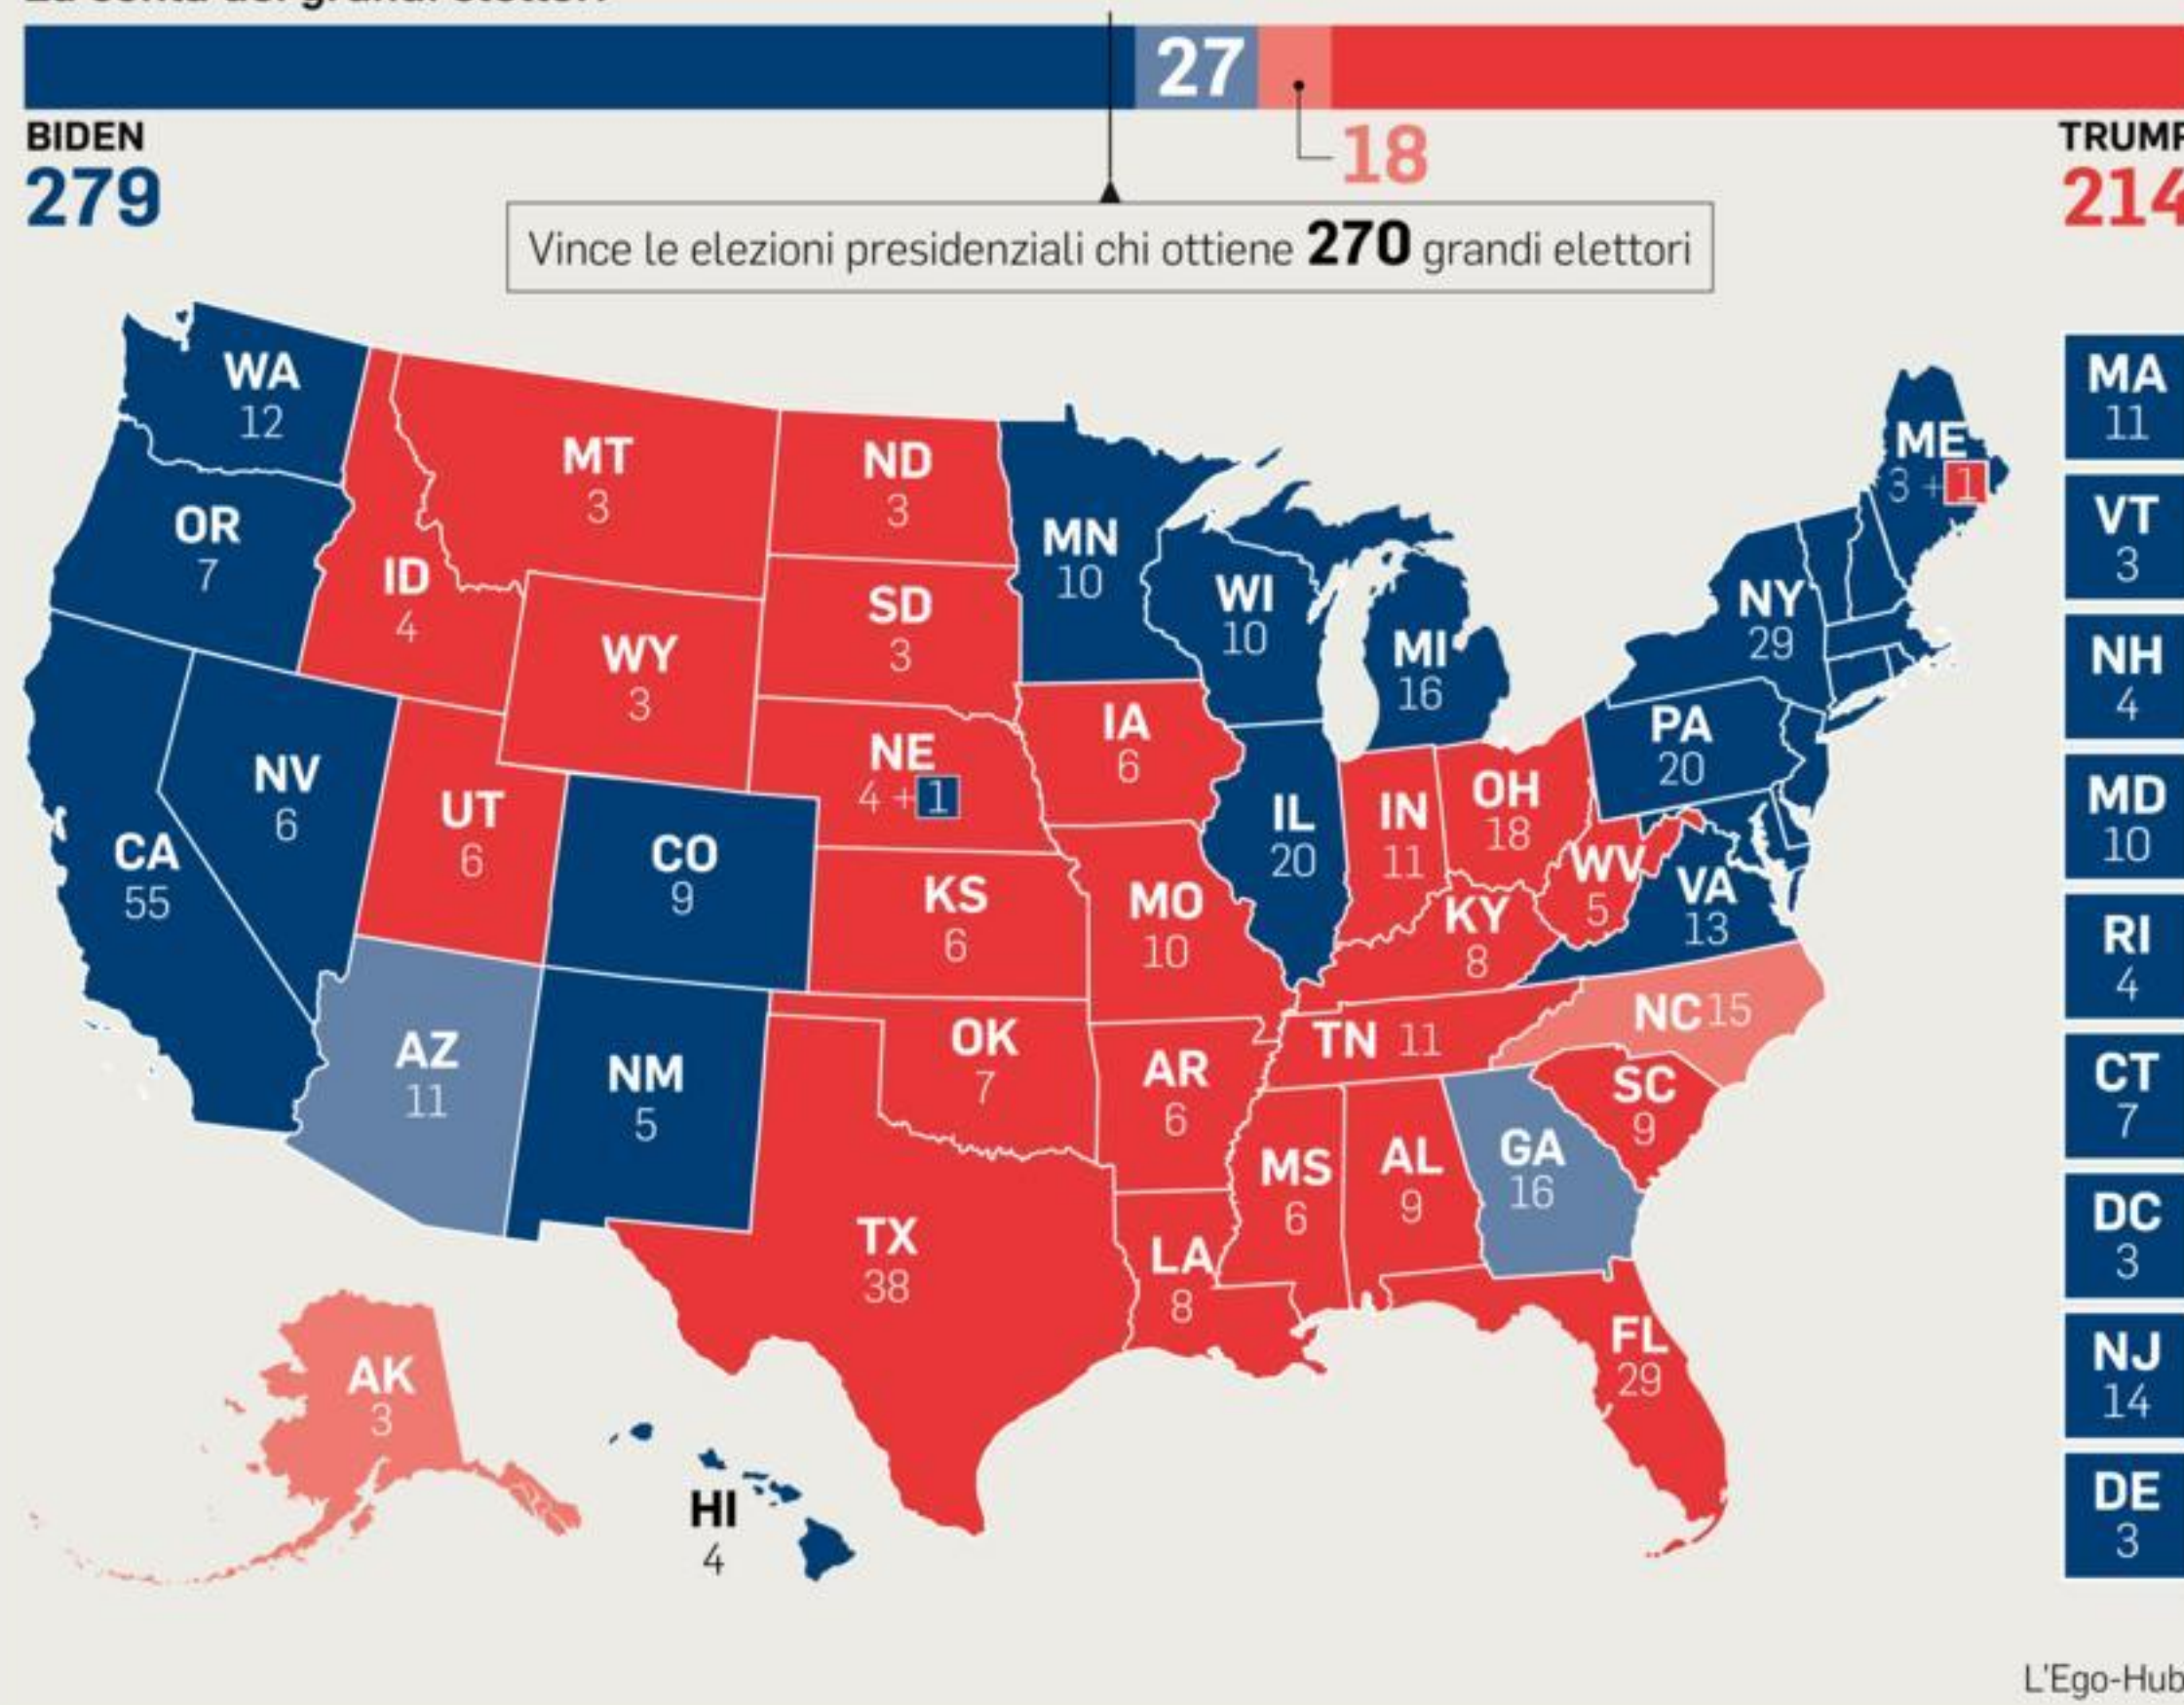 La conta dei grandi elettori
27
BIDEN
279
18
TRUMP
214
Vince le elezioni presidenziali chi ottiene 270 grandi elettori
WA
12
OR
7
ID
4
MT
3
ND
3
MN
10
WI
10
MI
16
ME
3 + 1
NY
29
WY
3
SD
3
NE
4 + 1
IA
6
PA
20
CA
55
NV
6
UT
6
CO
9
KS
6
MO
10
IL
20
IN
11
OH
18
WV
5
VA
13
KY
8
AZ
11
NM
5
OK
7
AR
6
TN 11
NC 15
SC
9
TX
38
LA
8
MS
6
AL
9
GA
16
FL
29
AK
3
HI
4
MA
11
VT
3
NH
4
MD
10
RI
4
CT
7
DC
3
NJ
14
DE
3
L'Ego-Hub